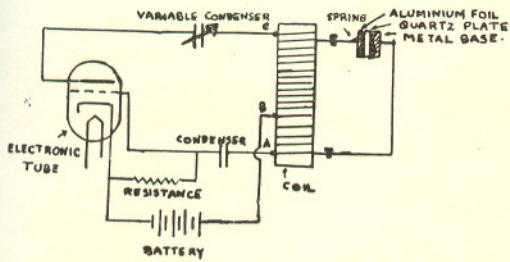 VARIABLE CONDENSER
SPRING
ALUMINIUM FOIL
QUARTZ PLATE
METAL BASE.
C
B
CONDENSER
A
ELECTRONIC
TUBE
RESISTANCE
COIL
BATTERY